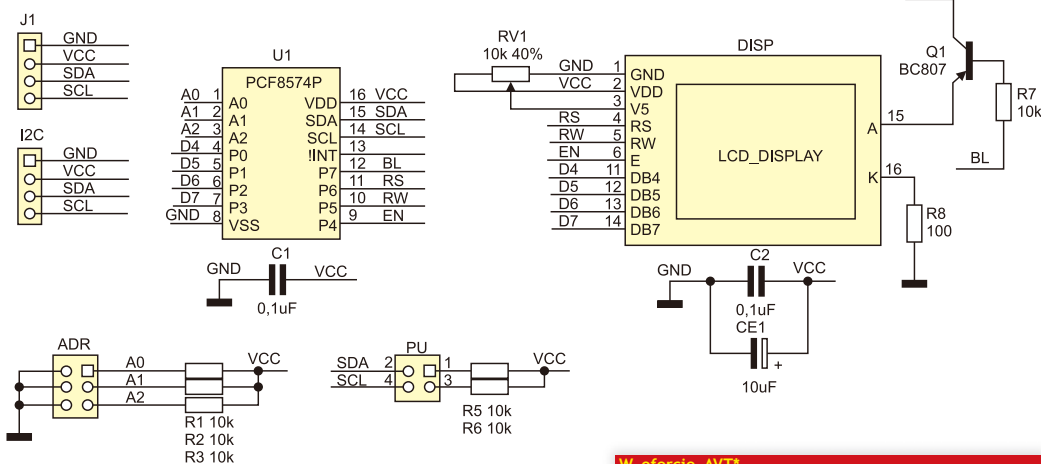 J1
GND
VCC
SDA
SCL
I2C
GND
VCC
SDA
SCL
U1
PCF8574P
A0 1 A0
A1 2 A1
A2 3 A2
D4 4 P0
D5 5 P1
D6 6 P2
D7 7 P3
GND 8 VSS
VDD 16 VCC
SDA 15 SDA
SCL 14 SCL
!INT 13
P7 12 BL
P6 11 RS
P5 10 RW
P4 9 EN
C1
GND VCC
0,1uF
RV1
10k 40%
DISP
LCD_DISPLAY
GND 1 GND
VCC 2 VDD
3 V5
RS 4 RS
RW 5 RW
EN 6 E
D4 11 DB4
D5 12 DB5
D6 13 DB6
D7 14 DB7
A 15
K 16
Q1
BC807
R7
10k
BL
R8
100
C2
GND VCC
0,1uF
CE1
+
10uF
ADR
A0
A1
A2
VCC
R1 10k
R2 10k
R3 10k
PU
SDA 2 1
SCL 4 3
VCC
R5 10k
R6 10k
W ofercie AVT*